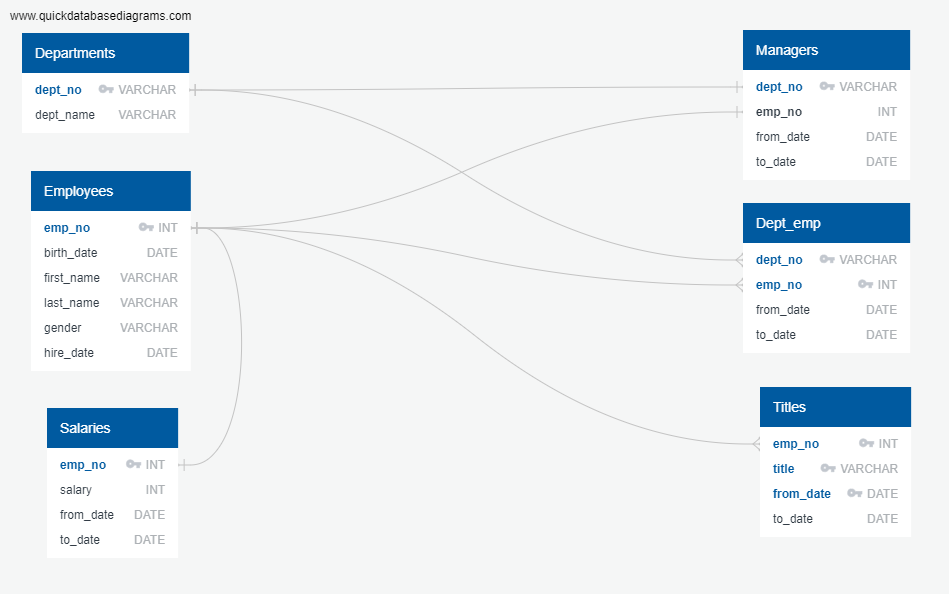 www.quickdatabasediagrams.com
Departments
dept_no VARCHAR
dept_name VARCHAR
Employees
emp_no INT
birth_date DATE
first_name VARCHAR
last_name VARCHAR
gender VARCHAR
hire_date DATE
Salaries
emp_no INT
salary INT
from_date DATE
to_date DATE
Managers
dept_no VARCHAR
emp_no INT
from_date DATE
to_date DATE
Dept_emp
dept_no VARCHAR
emp_no INT
from_date DATE
to_date DATE
Titles
emp_no INT
title VARCHAR
from_date DATE
to_date DATE